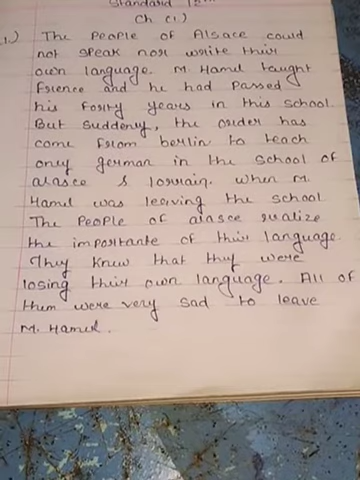 Standard 12th
Ch (1)
1.) The People of Alsace could
not speak nor write their
own language. M. Hamel taught
Frence and he had Passed
his forty years in this school.
But suddenly, the order has
come from berlin to teach
only german in the school of
alasce & lorrain. when M.
Hamel was leaving the school
The People of alasce realize
the importante of their language.
They knew that they were
losing their own language. All of
them were very sad to leave
M. Hamel.